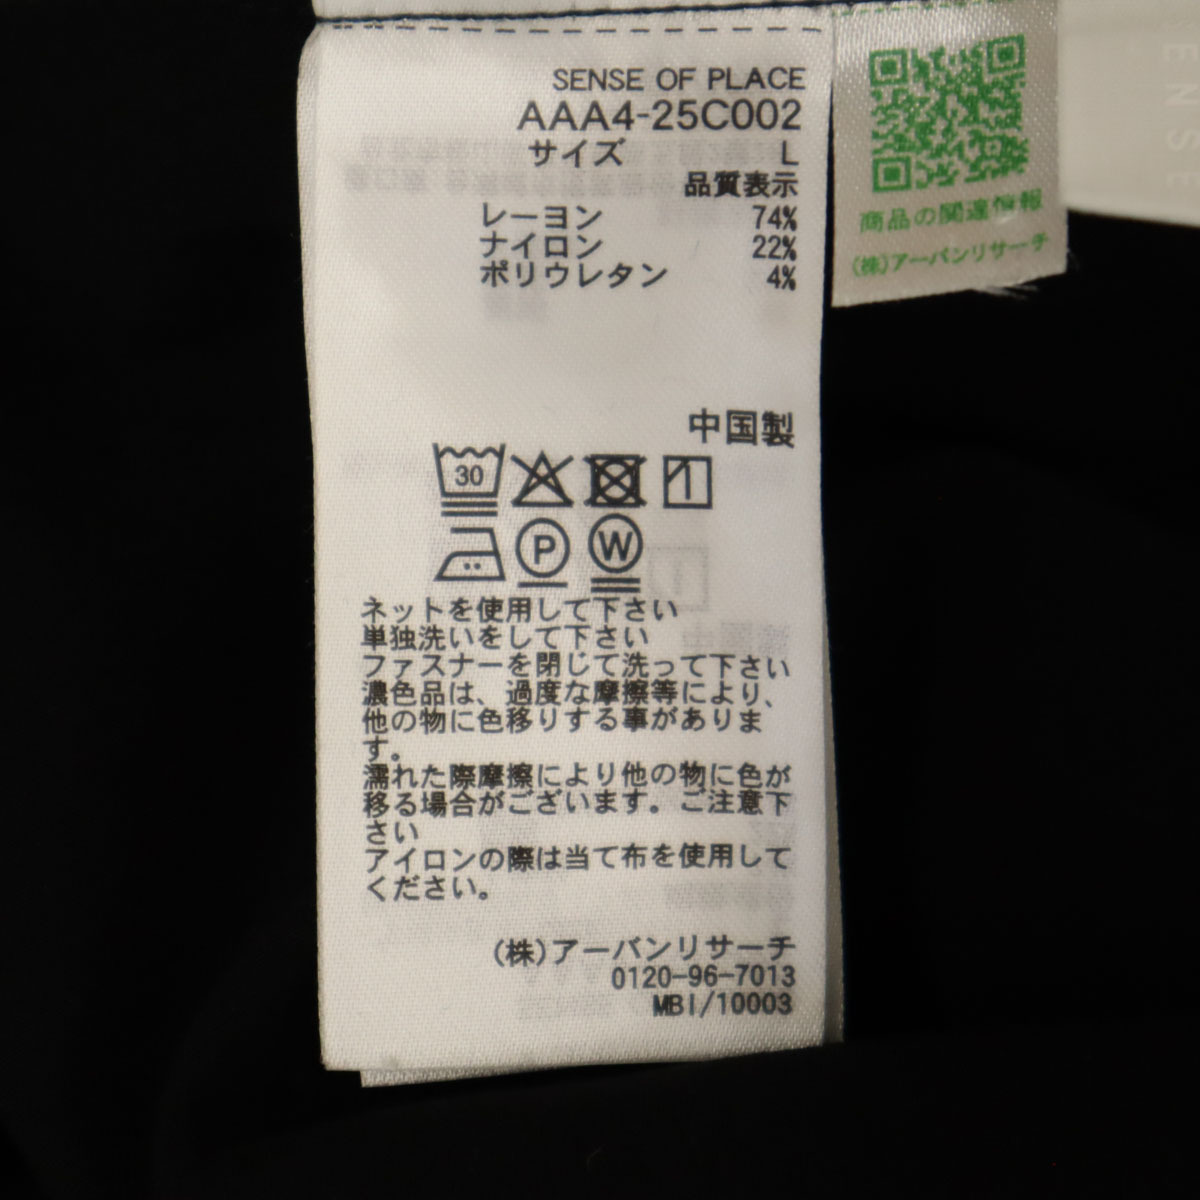 SENSE OF PLACE
AAA4-25C002
サイズ L
品質表示
レーヨン 74%
ナイロン 22%
ポリウレタン 4%
中国製
30
P W
ネットを使用して下さい
単独洗いをして下さい
ファスナーを閉じて洗って下さい
濃色品は、過度な摩擦等により、
他の物に色移りする事がありま
す。
濡れた際摩擦により他の物に色が
移る場合がございます。ご注意下
さい
アイロンの際は当て布を使用して
ください。
(株)アーバンリサーチ
0120-96-7013
MBI/10003
商品の関連情報
(株)アーバンリサーチ
SENSE